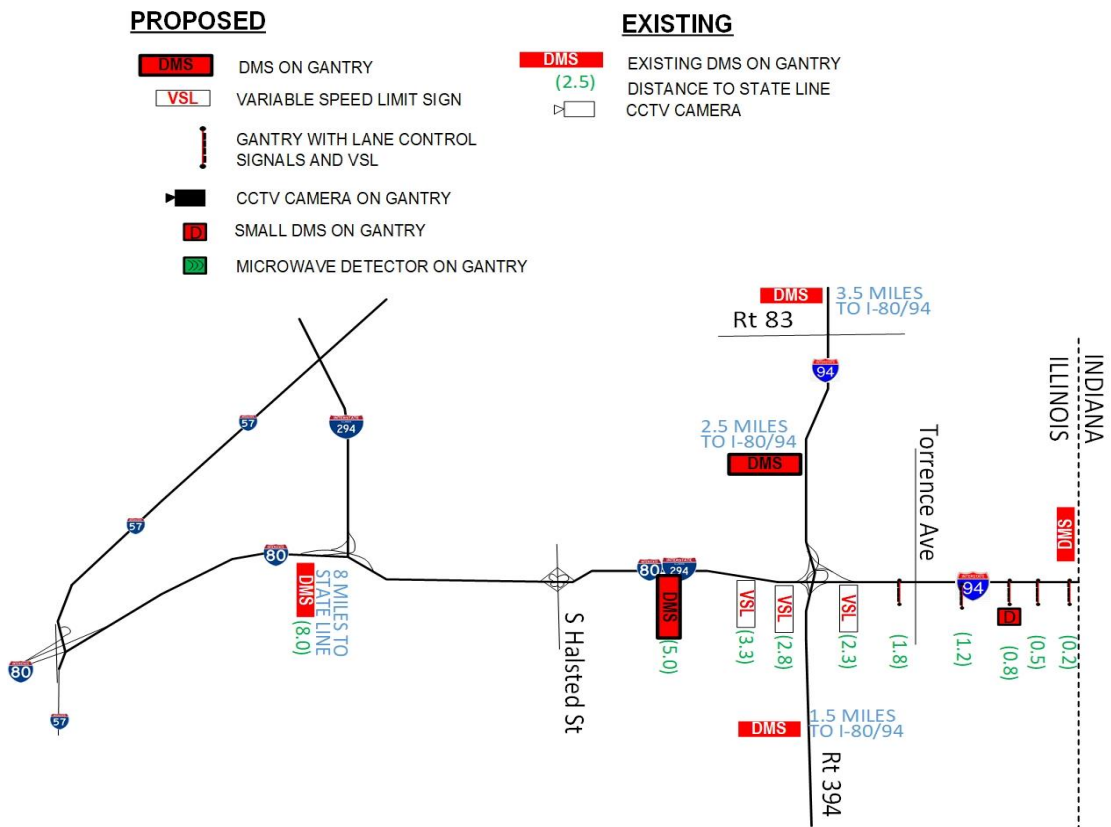 PROPOSED
DMS
DMS ON GANTRY
VSL
VARIABLE SPEED LIMIT SIGN
GANTRY WITH LANE CONTROL
SIGNALS AND VSL
CCTV CAMERA ON GANTRY
D
SMALL DMS ON GANTRY
MICROWAVE DETECTOR ON GANTRY
EXISTING
DMS
EXISTING DMS ON GANTRY
(2.5)
DISTANCE TO STATE LINE
CCTV CAMERA
DMS
3.5 MILES
TO I-80/94
Rt 83
94
INDIANA
ILLINOIS
57
294
2.5 MILES
TO I-80/94
DMS
Torrence Ave
DMS
57
80
DMS
8 MILES TO
STATE LINE
(8.0)
S Halsted St
80
294
DMS
(5.0)
VSL
(3.3)
VSL
(2.8)
VSL
(2.3)
(1.8)
94
(1.2)
D
(0.8)
(0.5)
(0.2)
80
57
DMS
1.5 MILES
TO I-80/94
Rt 394